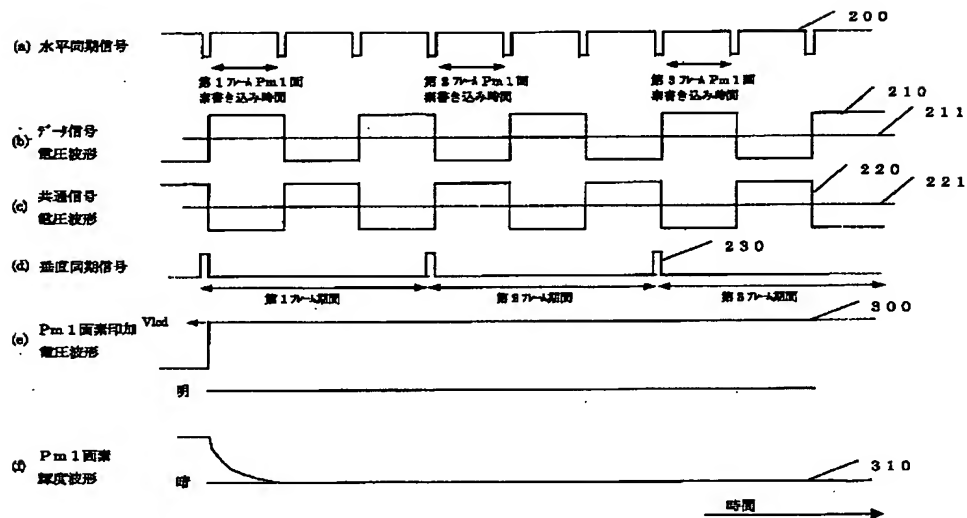 200
(a) 水平同期信号
第1フレーム Pm1画
素書き込み時間
第2フレーム Pm1画
素書き込み時間
第3フレーム Pm1画
素書き込み時間
210
211
(b) データ信号
電圧波形
220
221
(c) 共通信号
電圧波形
230
(d) 垂直同期信号
第1フレーム期間
第2フレーム期間
第3フレーム期間
300
(e) Pm1画素印加
電圧波形
Vlcd
明
(f) Pm1画素
輝度波形
暗
310
時間